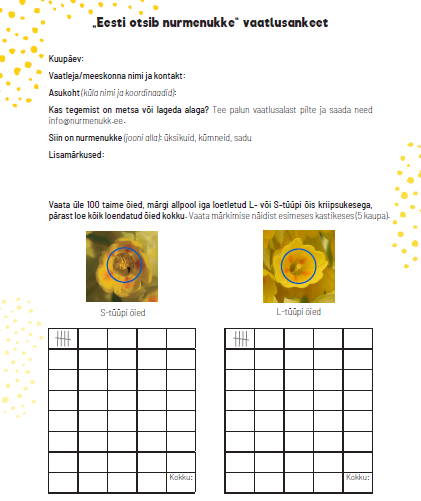 „Eesti otsib nurmenukke“ vaatlusankeet
Kuupäev:
Vaatleja/meeskonna nimi ja kontakt:
Asukoht (küla nimi ja koordinaadid):
Kas tegemist on metsa või lageda alaga? Tee palun vaatlusalast pilte ja saada need
info@nurmenukk.ee.
Siin on nurmenukke (jooni alla): üksikuid, kümneid, sadu
Lisamärkused:
Vaata üle 100 taime õied, märgi allpool iga loetletud L- või S-tüüpi õis kriipsukesega,
pärast loe kõik loendatud õied kokku. Vaata märkimise näidist esimeses kastikeses (5 kaupa).
S-tüüpi õied
L-tüüpi õied
Kokku:
Kokku: